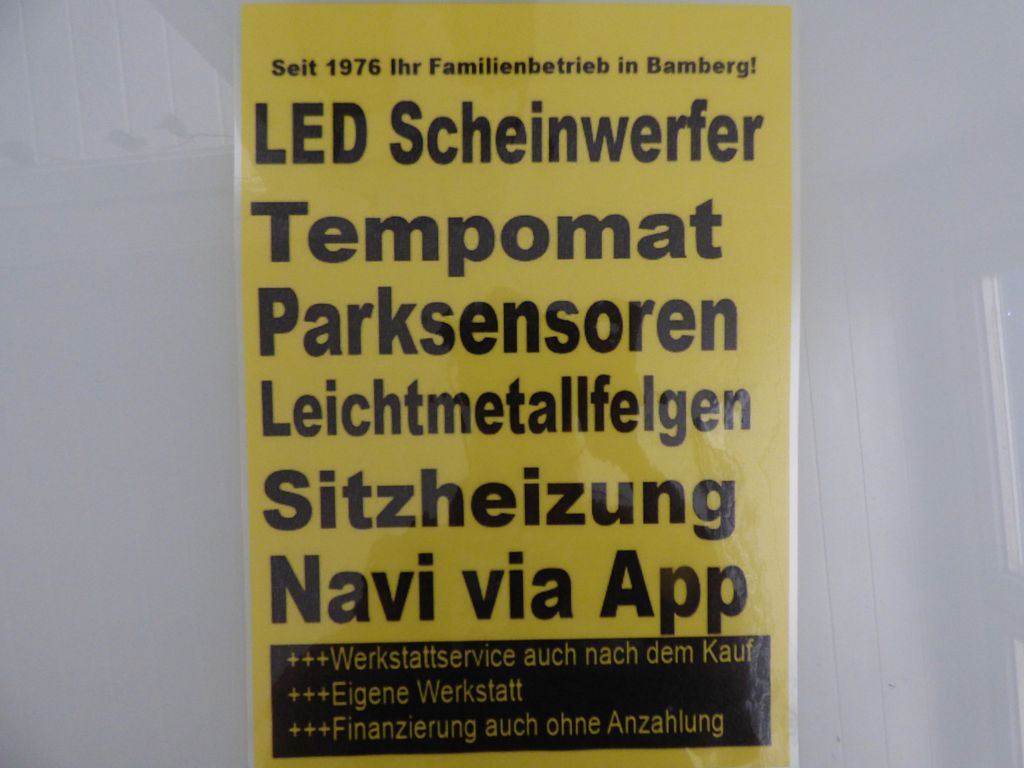 Seit 1976 Ihr Familienbetrieb in Bamberg!
LED Scheinwerfer
Tempomat
Parksensoren
Leichtmetallfelgen
Sitzheizung
Navi via App
+++Werkstattservice auch nach dem Kauf
+++Eigene Werkstatt
+++Finanzierung auch ohne Anzahlung